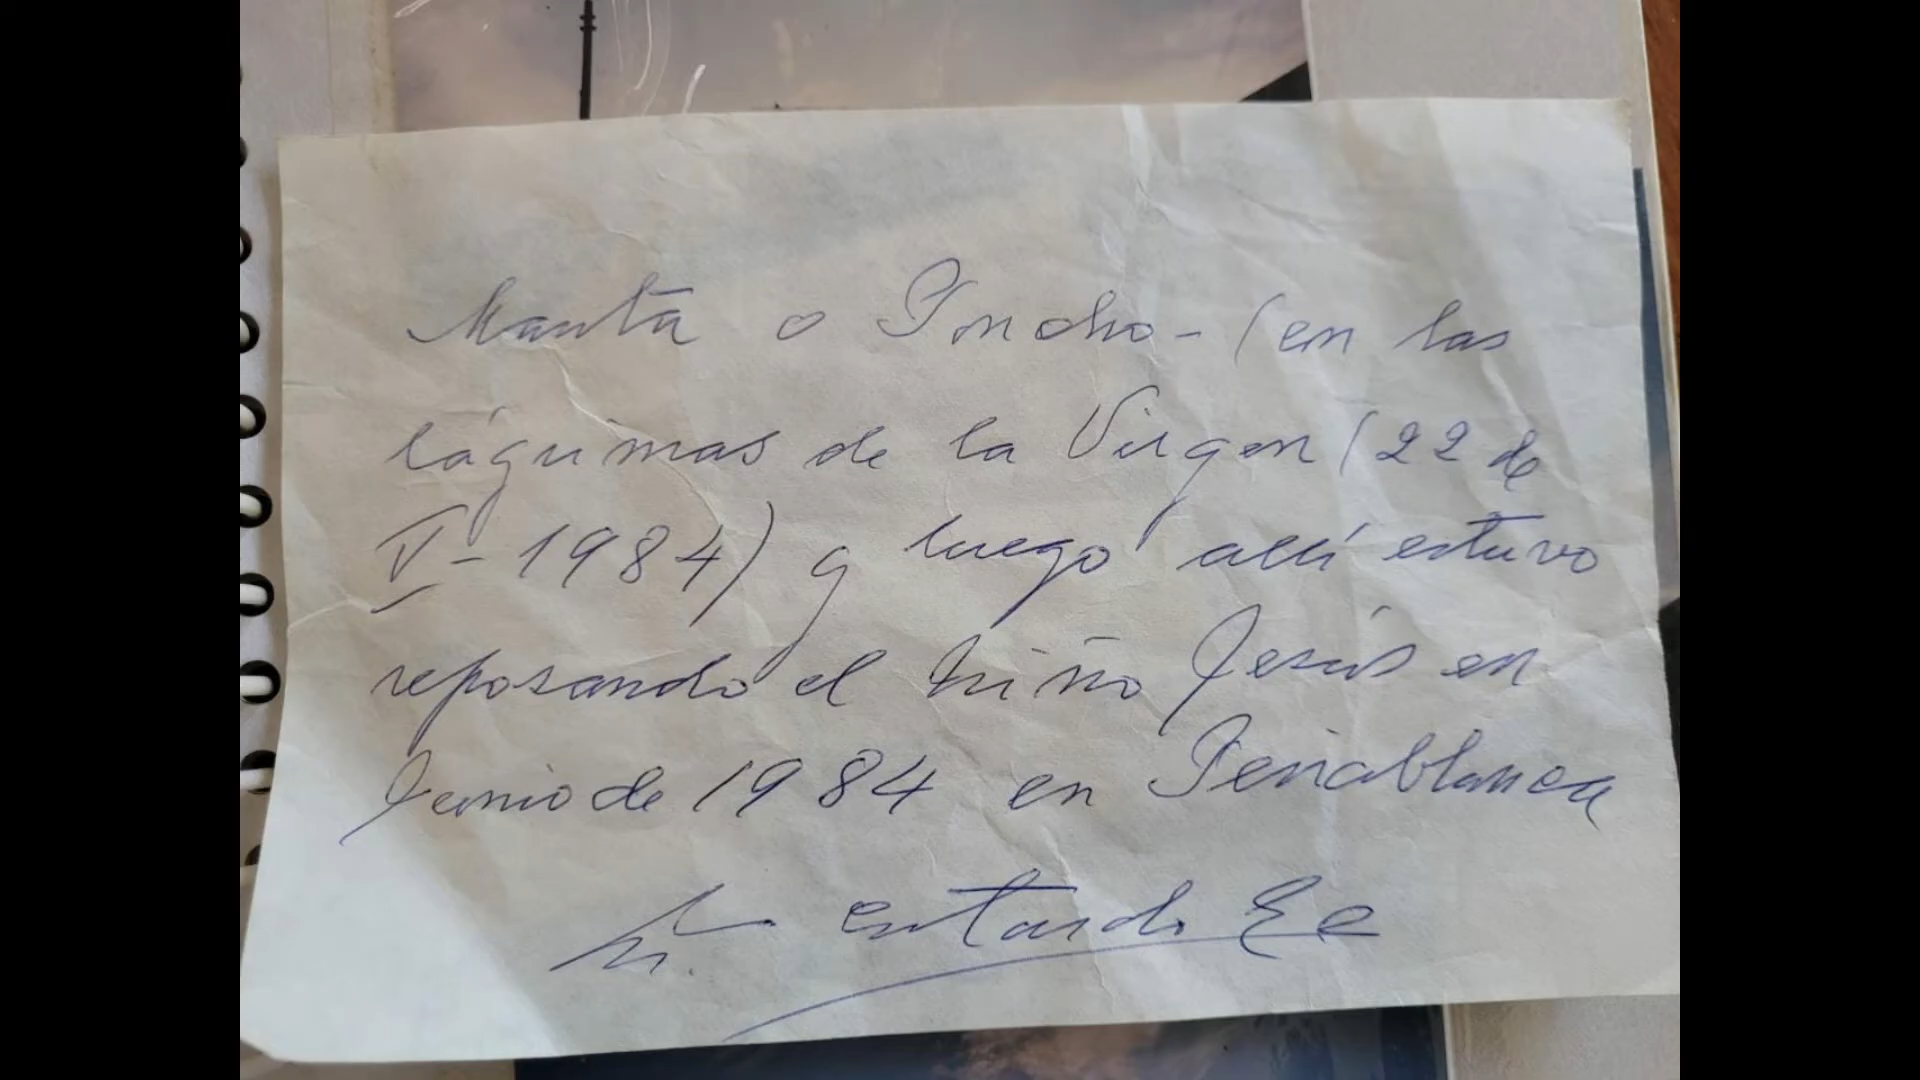 Manta o Poncho - (en las
lágrimas de la Virgen (22 de
V - 1984) y luego allí estuvo
reposando el Niño Jesús en
Junio de 1984 en Peñablanca